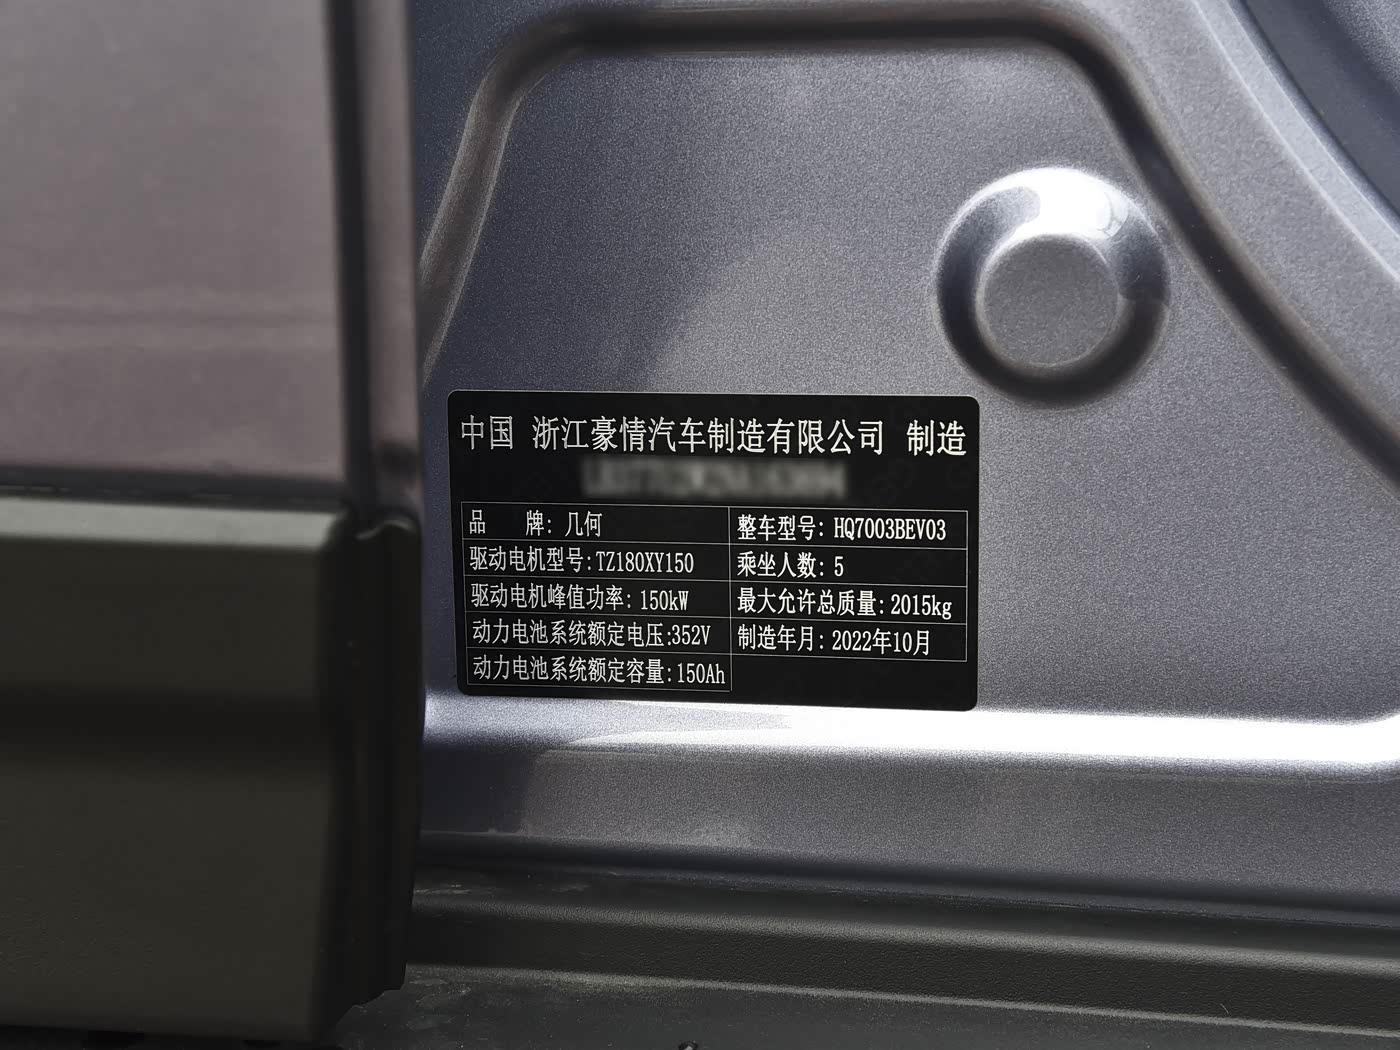 中国 浙江豪情汽车制造有限公司 制造
品 牌: 几何 整车型号: HQ7003BEV03
驱动电机型号:TZ180XY150 乘坐人数: 5
驱动电机峰值功率: 150kW 最大允许总质量: 2015kg
动力电池系统额定电压:352V 制造年月: 2022年10月
动力电池系统额定容量:150Ah